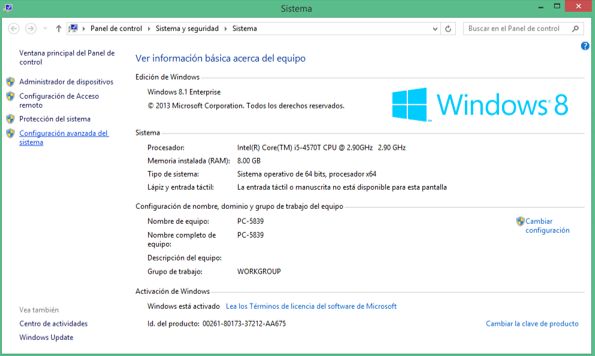 Sistema
Panel de control
Sistema y seguridad
Sistema
Buscar en el Panel de control
Ventana principal del Panel de
control
Administrador de dispositivos
Configuración de Acceso
remoto
Protección del sistema
Configuración avanzada del
sistema
Ver información básica acerca del equipo
Edición de Windows
Windows 8.1 Enterprise
© 2013 Microsoft Corporation. Todos los derechos reservados.
Windows 8
Sistema
Procesador: Intel(R) Core(TM) i5-4570T CPU @ 2.90GHz 2.90 GHz
Memoria instalada (RAM): 8.00 GB
Tipo de sistema: Sistema operativo de 64 bits, procesador x64
Lápiz y entrada táctil: La entrada táctil o manuscrita no está disponible para esta pantalla
Configuración de nombre, dominio y grupo de trabajo del equipo
Nombre de equipo: PC-5839
Cambiar
configuración
Nombre completo de
equipo: PC-5839
Descripción del equipo:
Grupo de trabajo: WORKGROUP
Activación de Windows
Windows está activado Lea los Términos de licencia del software de Microsoft
Id. del producto: 00261-80173-37212-AA675
Cambiar la clave de producto
Vea también
Centro de actividades
Windows Update